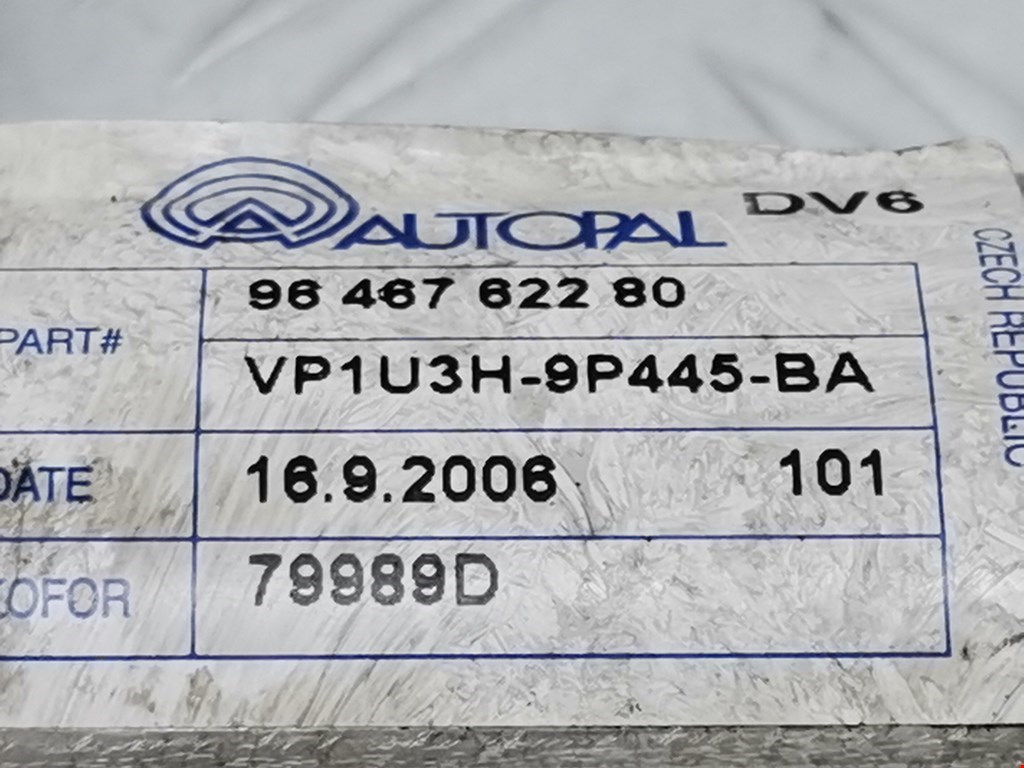 AUTOPAL DV6
96 467 622 80
PART#
VP1U3H-9P445-BA
DATE 16.9.2006 101
79989D
CZECH REPUBLIC